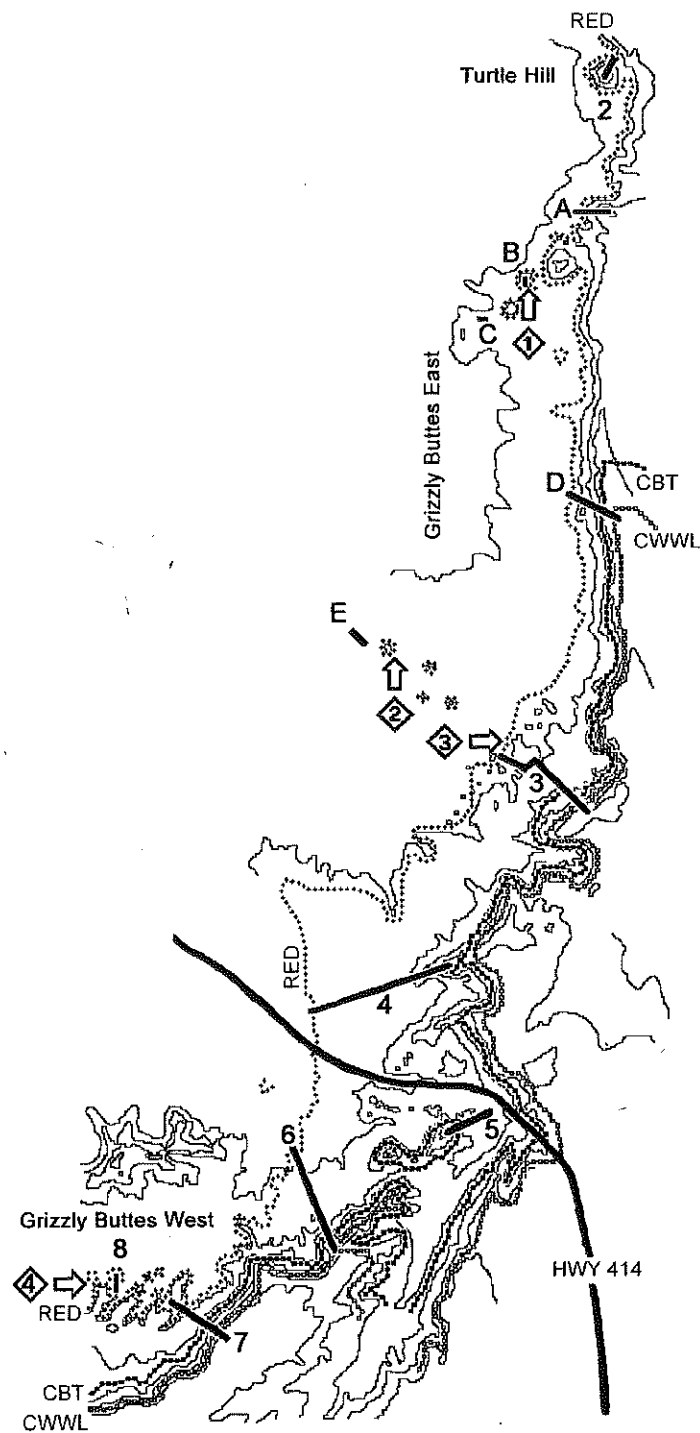 RED
Turtle Hill
2
A
B
C
1
Grizzly Buttes East
D
CBT
CWWL
E
2
3
3
RED
4
5
6
Grizzly Buttes West
8
4
RED
7
HWY 414
CBT
CWWL